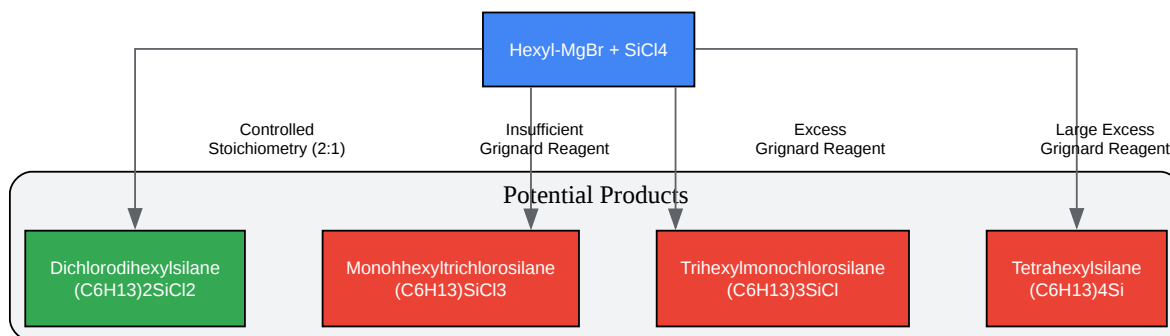 Hexyl-MgBr + SiCl4
Controlled
Stoichiometry (2:1)
Insufficient
Grignard Reagent
Excess
Grignard Reagent
Large Excess
Grignard Reagent
Potential Products
Dichlorodihexylsilane
(C6H13)2SiCl2
Monohhexyltrichlorosilane
(C6H13)SiCl3
Trihexylmonochlorosilane
(C6H13)3SiCl
Tetrahexylsilane
(C6H13)4Si